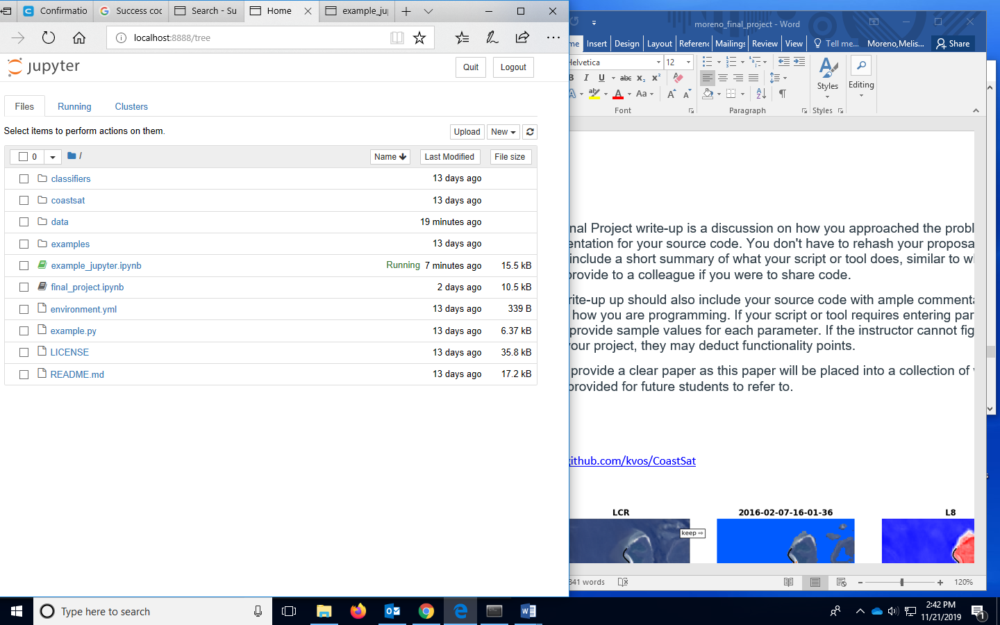 Confirmatio
Success coc
Search - Su
Home
example_ju
localhost:8888/tree
jupyter
Quit
Logout
Files
Running
Clusters
Select items to perform actions on them.
Upload
New
0
/
Name
Last Modified
File size
classifiers 13 days ago
coastsat 13 days ago
data 19 minutes ago
examples 13 days ago
example_jupyter.ipynb Running 7 minutes ago 15.5 kB
final_project.ipynb 2 days ago 10.5 kB
environment.yml 13 days ago 339 B
example.py 13 days ago 6.37 kB
LICENSE 13 days ago 35.8 kB
README.md 13 days ago 17.2 kB
moreno_final_project - Word
me Insert Design Layout Referenc Mailings Review View Tell me... Moreno,Melis... Share
Helvetica 12
B I U abc x₂ x²
A aby A Aa A A
Font
Paragraph
Styles
Styles
Editing
nal Project write-up is a discussion on how you approached the probl
entation for your source code. You don't have to rehash your proposa
include a short summary of what your script or tool does, similar to w
provide to a colleague if you were to share code.
rite-up up should also include your source code with ample commenta
how you are programming. If your script or tool requires entering par
provide sample values for each parameter. If the instructor cannot fig
your project, they may deduct functionality points.
provide a clear paper as this paper will be placed into a collection of
provided for future students to refer to.
github.com/kvos/CoastSat
LCR
2016-02-07-16-01-36
L8
keep ⇨
841 words
120%
Type here to search
2:42 PM
11/21/2019
1